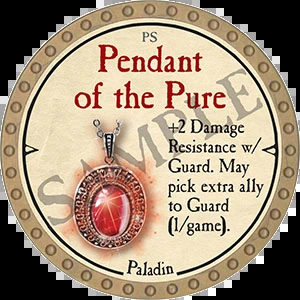 PS
Pendant
of the Pure
+2 Damage
Resistance w/
Guard. May
pick extra ally
to Guard
(1/game).
SAMPLE
Paladin